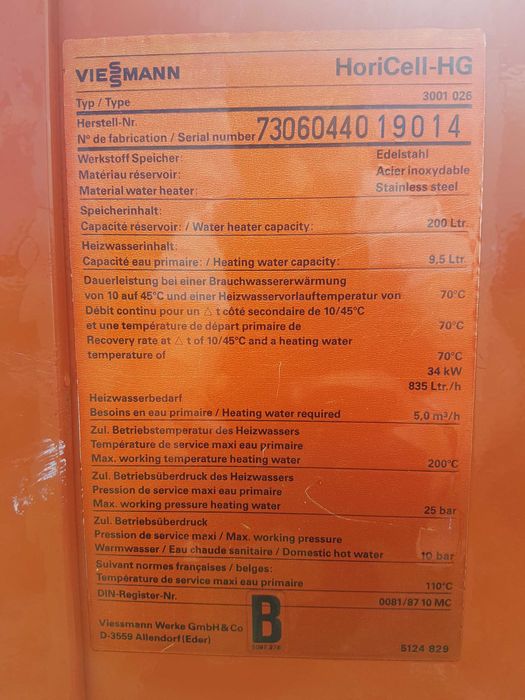 VIESSMANN HoriCell-HG
Typ / Type 3001 026
Herstell-Nr.
N° de fabrication / Serial number 7306044019014
Werkstoff Speicher: Edelstahl
Matériau réservoir: Acier inoxydable
Material water heater: Stainless steel
Speicherinhalt:
Capacité réservoir: / Water heater capacity: 200 Ltr.
Heizwasserinhalt:
Capacité eau primaire: / Heating water capacity: 9,5 Ltr.
Dauerleistung bei einer Brauchwassererwärmung
von 10 auf 45°C und einer Heizwasservorlauftemperatur von 70°C
Débit continu pour un △ t côté secondaire de 10/45°C
et une température de départ primaire de 70°C
Recovery rate at △ t of 10/45°C and a heating water
temperature of 70°C
34 kW
835 Ltr./h
Heizwasserbedarf
Besoins en eau primaire / Heating water required 5,0 m³/h
Zul. Betriebstemperatur des Heizwassers
Température de service maxi eau primaire
Max. working temperature heating water 200°C
Zul. Betriebsüberdruck des Heizwassers
Pression de service maxi eau primaire
Max. working pressure heating water 25 bar
Zul. Betriebsüberdruck
Pression de service maxi / Max. working pressure
Warmwasser / Eau chaude sanitaire / Domestic hot water 10 bar
Suivant normes françaises / belges:
Température de service maxi eau primaire 110°C
DIN-Register-Nr. 0081/87 10 MC
Viessmann Werke GmbH & Co
D-3559 Allendorf (Eder)
B
5124 829